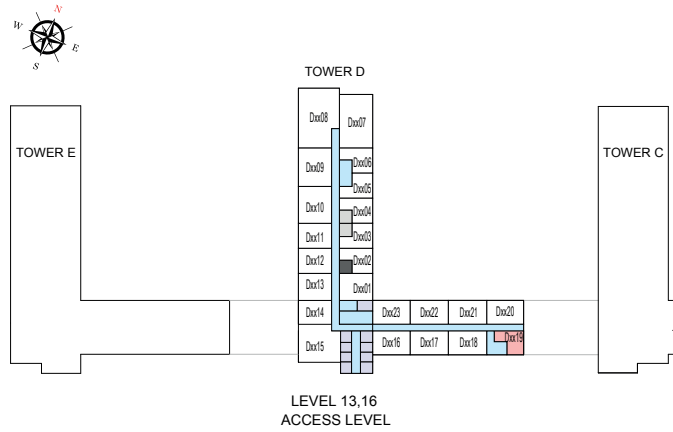 N
W
E
S
TOWER D
Dxx08
Dxx07
TOWER E
TOWER C
Dxx09
Dxx06
Dxx05
Dxx10
Dxx04
Dxx11
Dxx03
Dxx12
Dxx02
Dxx13
Dxx01
Dxx14
Dxx23
Dxx22
Dxx21
Dxx20
Dxx15
Dxx16
Dxx17
Dxx18
Dxx19
LEVEL 13,16
ACCESS LEVEL